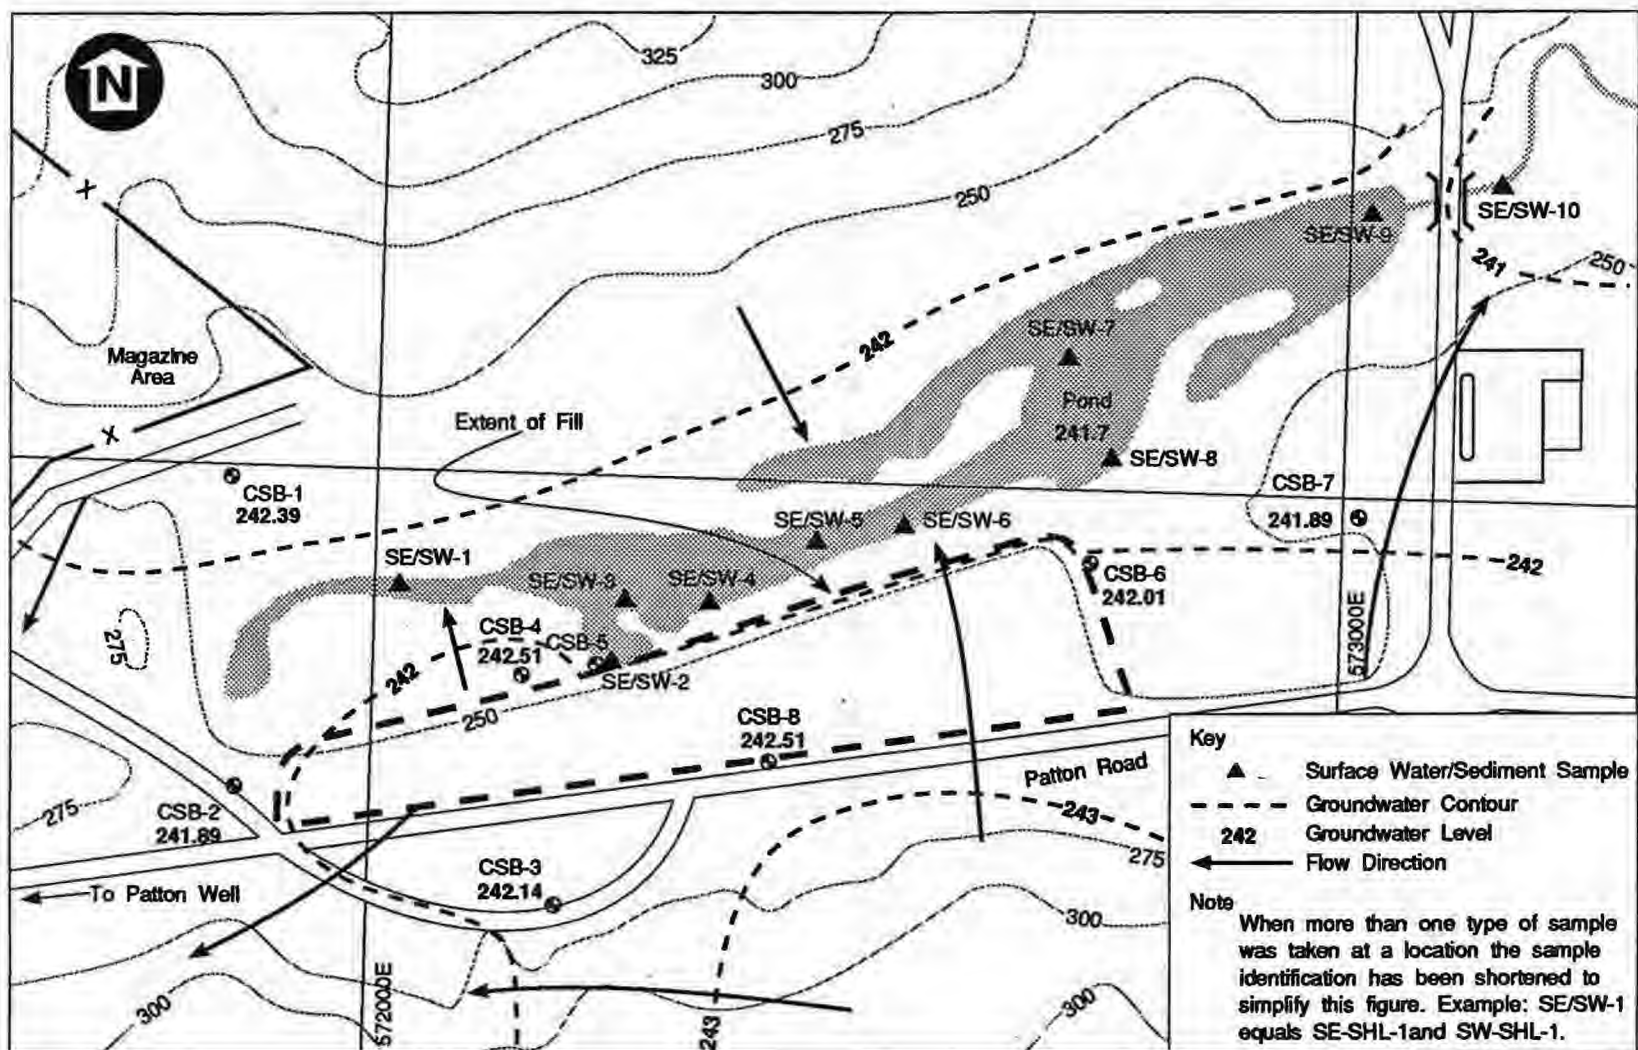 N
325
300
275
250
SE/SW-10
SE/SW-9
241
250
X
Magazine
Area
X
242
SE/SW-7
Pond
241.7
Extent of Fill
SE/SW-8
CSB-1
242.39
CSB-7
241.89
SE/SW-5
SE/SW-6
SE/SW-1
SE/SW-3
SE/SW-4
CSB-6
242.01
242
CSB-4
242.51
CSB-5
SE/SW-2
275
242
250
573000E
CSB-8
242.51
Patton Road
275
CSB-2
241.89
243
275
CSB-3
242.14
To Patton Well
300
300
572000E
243
300
Key
Surface Water/Sediment Sample
Groundwater Contour
242 Groundwater Level
Flow Direction
Note
When more than one type of sample
was taken at a location the sample
identification has been shortened to
simplify this figure. Example: SE/SW-1
equals SE-SHL-1and SW-SHL-1.